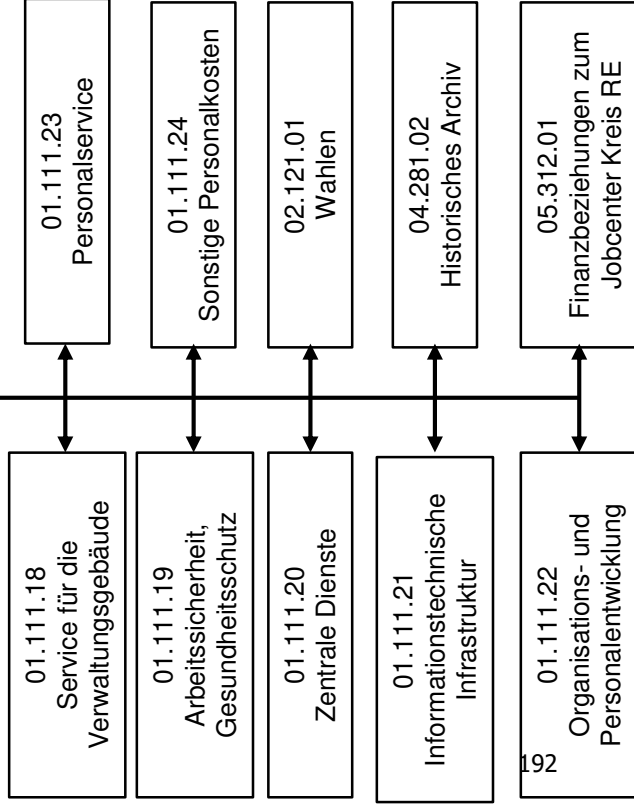 01.111.18
Service für die
Verwaltungsgebäude
01.111.19
Arbeitssicherheit,
Gesundheitsschutz
01.111.20
Zentrale Dienste
01.111.21
Informationstechnische
Infrastruktur
01.111.22
Organisations- und
Personalentwicklung
01.111.23
Personalservice
01.111.24
Sonstige Personalkosten
02.121.01
Wahlen
04.281.02
Historisches Archiv
05.312.01
Finanzbeziehungen zum
Jobcenter Kreis RE
192